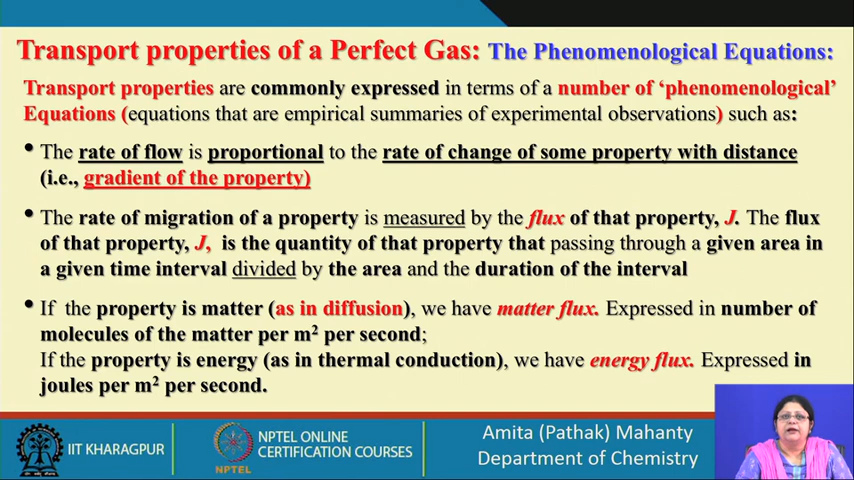 Transport properties of a Perfect Gas: The Phenomenological Equations:
Transport properties are commonly expressed in terms of a number of ‘phenomenological’
Equations (equations that are empirical summaries of experimental observations) such as:
• The rate of flow is proportional to the rate of change of some property with distance
(i.e., gradient of the property)
• The rate of migration of a property is measured by the flux of that property, J. The flux
of that property, J, is the quantity of that property that passing through a given area in
a given time interval divided by the area and the duration of the interval
• If the property is matter (as in diffusion), we have matter flux. Expressed in number of
molecules of the matter per m² per second;
If the property is energy (as in thermal conduction), we have energy flux. Expressed in
joules per m² per second.
IIT KHARAGPUR
NPTEL
NPTEL ONLINE
CERTIFICATION COURSES
Amita (Pathak) Mahanty
Department of Chemistry